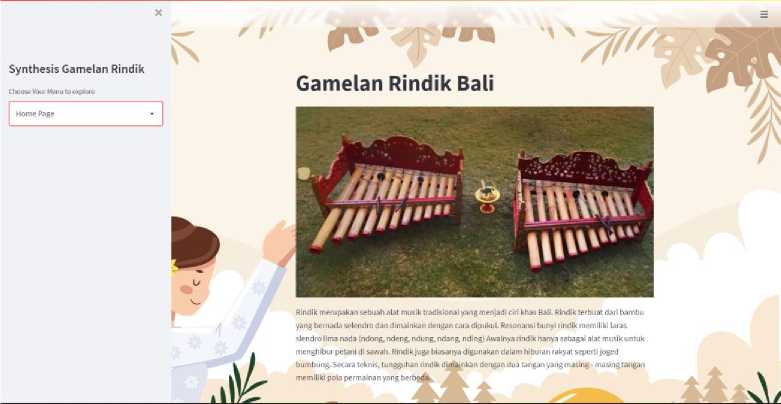 Synthesis Gamelan Rindik
Choose Your Menu to explore
Home Page
Gamelan Rindik Bali
Rindik merupakan sebuah alat musik tradisional yang menjadi ciri khas Bali. Rindik terbuat dari bambu
yang bernada selendro dan dimainkan dengan cara dipukul. Resonansi bunyi rindik memiliki laras
slendro lima nada (ndong, ndeng, ndung, ndang, nding) Awalnya rindik hanya sebagai alat musik untuk
menghibur petani di sawah. Rindik juga biasanya digunakan dalam hiburan rakyat seperti joged
bumbung. Secara teknis, tungguhan rindik dimainkan dengan dua tangan yang masing - masing tangan
memiliki pola permainan yang berbeda.